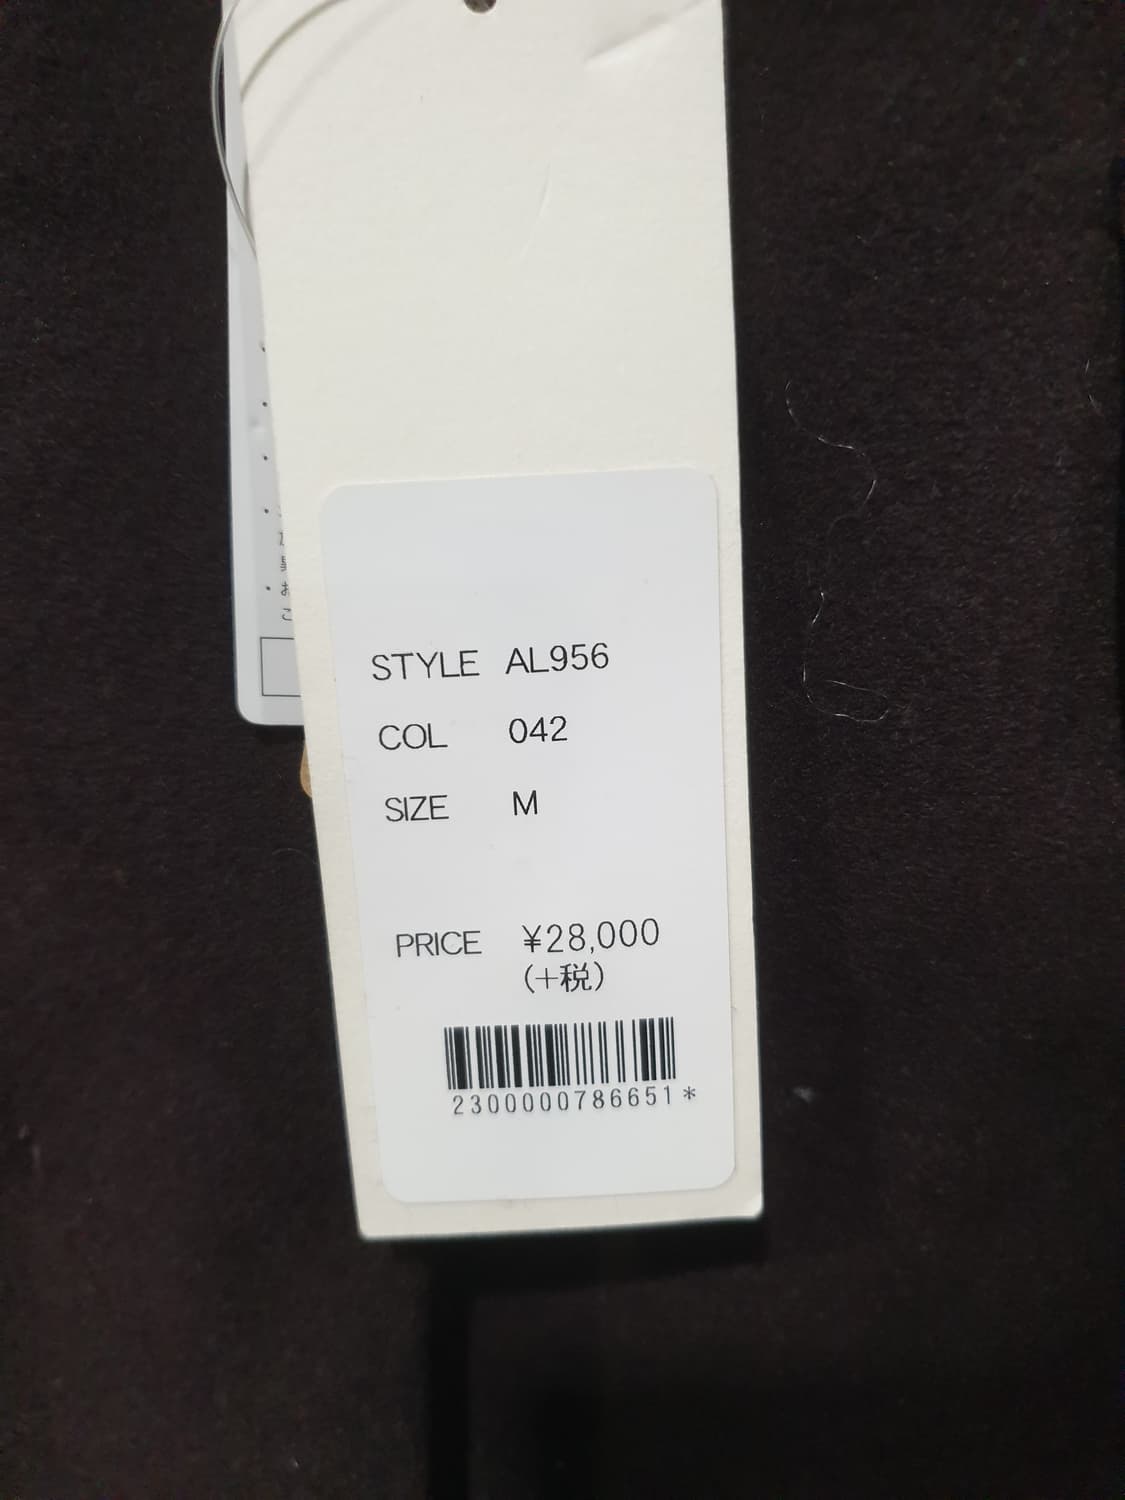 STYLE AL956
COL 042
SIZE M
PRICE ¥28,000
(+税)
2300000786651*